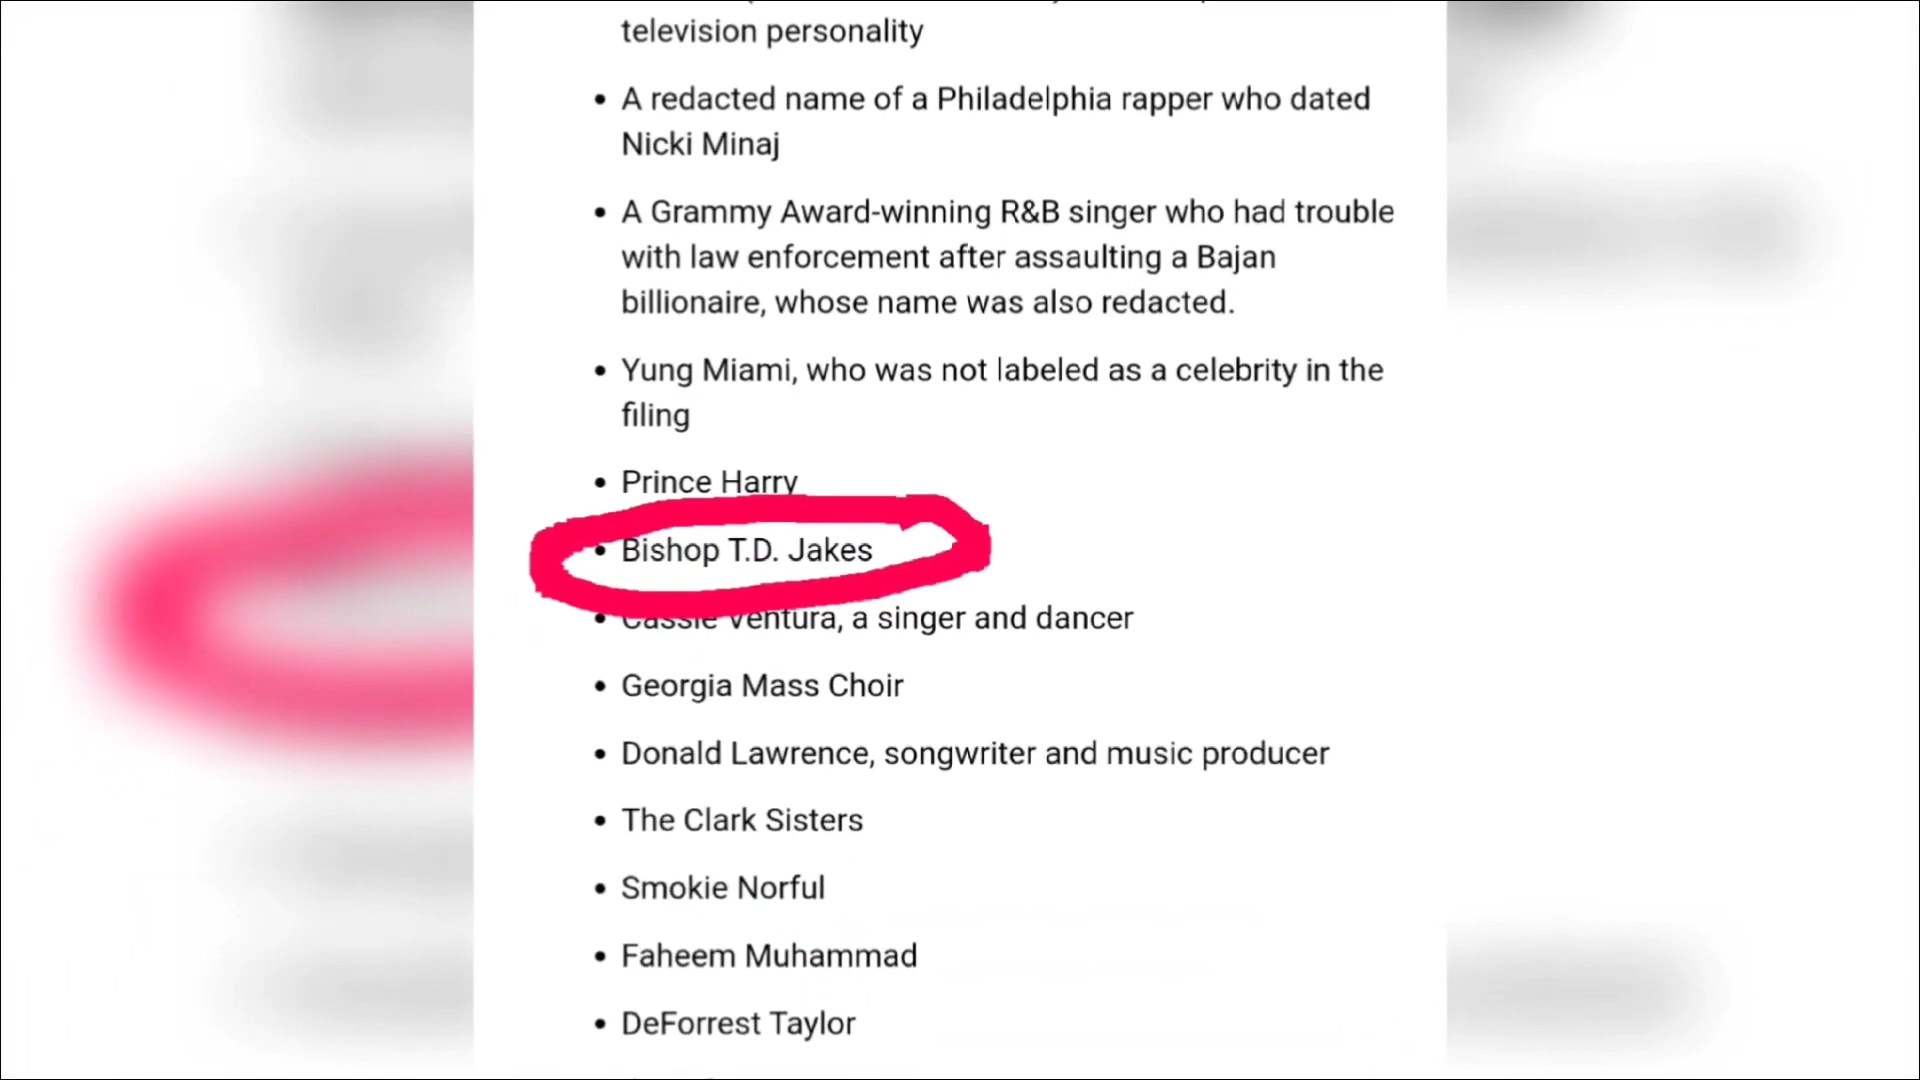 television personality
• A redacted name of a Philadelphia rapper who dated
Nicki Minaj
• A Grammy Award-winning R&B singer who had trouble
with law enforcement after assaulting a Bajan
billionaire, whose name was also redacted.
• Yung Miami, who was not labeled as a celebrity in the
filing
• Prince Harry
• Bishop T.D. Jakes
• Cassie Ventura, a singer and dancer
• Georgia Mass Choir
• Donald Lawrence, songwriter and music producer
• The Clark Sisters
• Smokie Norful
• Faheem Muhammad
• DeForrest Taylor